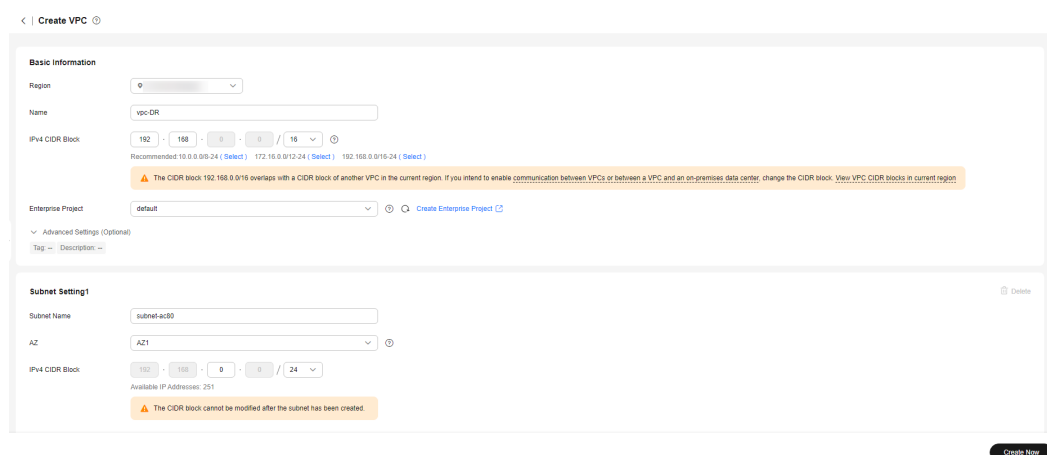 < | Create VPC ?
Basic Information
Region
Name vpc-DR
IPv4 CIDR Block 192 · 168 · 0 · 0 / 16 ?
Recommended:10.0.0.0/8-24 ( Select ) 172.16.0.0/12-24 ( Select ) 192.168.0.0/16-24 ( Select )
The CIDR block 192.168.0.0/16 overlaps with a CIDR block of another VPC in the current region. If you intend to enable communication between VPCs or between a VPC and an on-premises data center, change the CIDR block. View VPC CIDR blocks in current region
Enterprise Project default ? Create Enterprise Project
Advanced Settings (Optional)
Tag: -- Description: --
Subnet Setting1 Delete
Subnet Name subnet-ac80
AZ AZ1 ?
IPv4 CIDR Block 192 · 168 · 0 · 0 / 24
Available IP Addresses: 251
The CIDR block cannot be modified after the subnet has been created.
Create Now